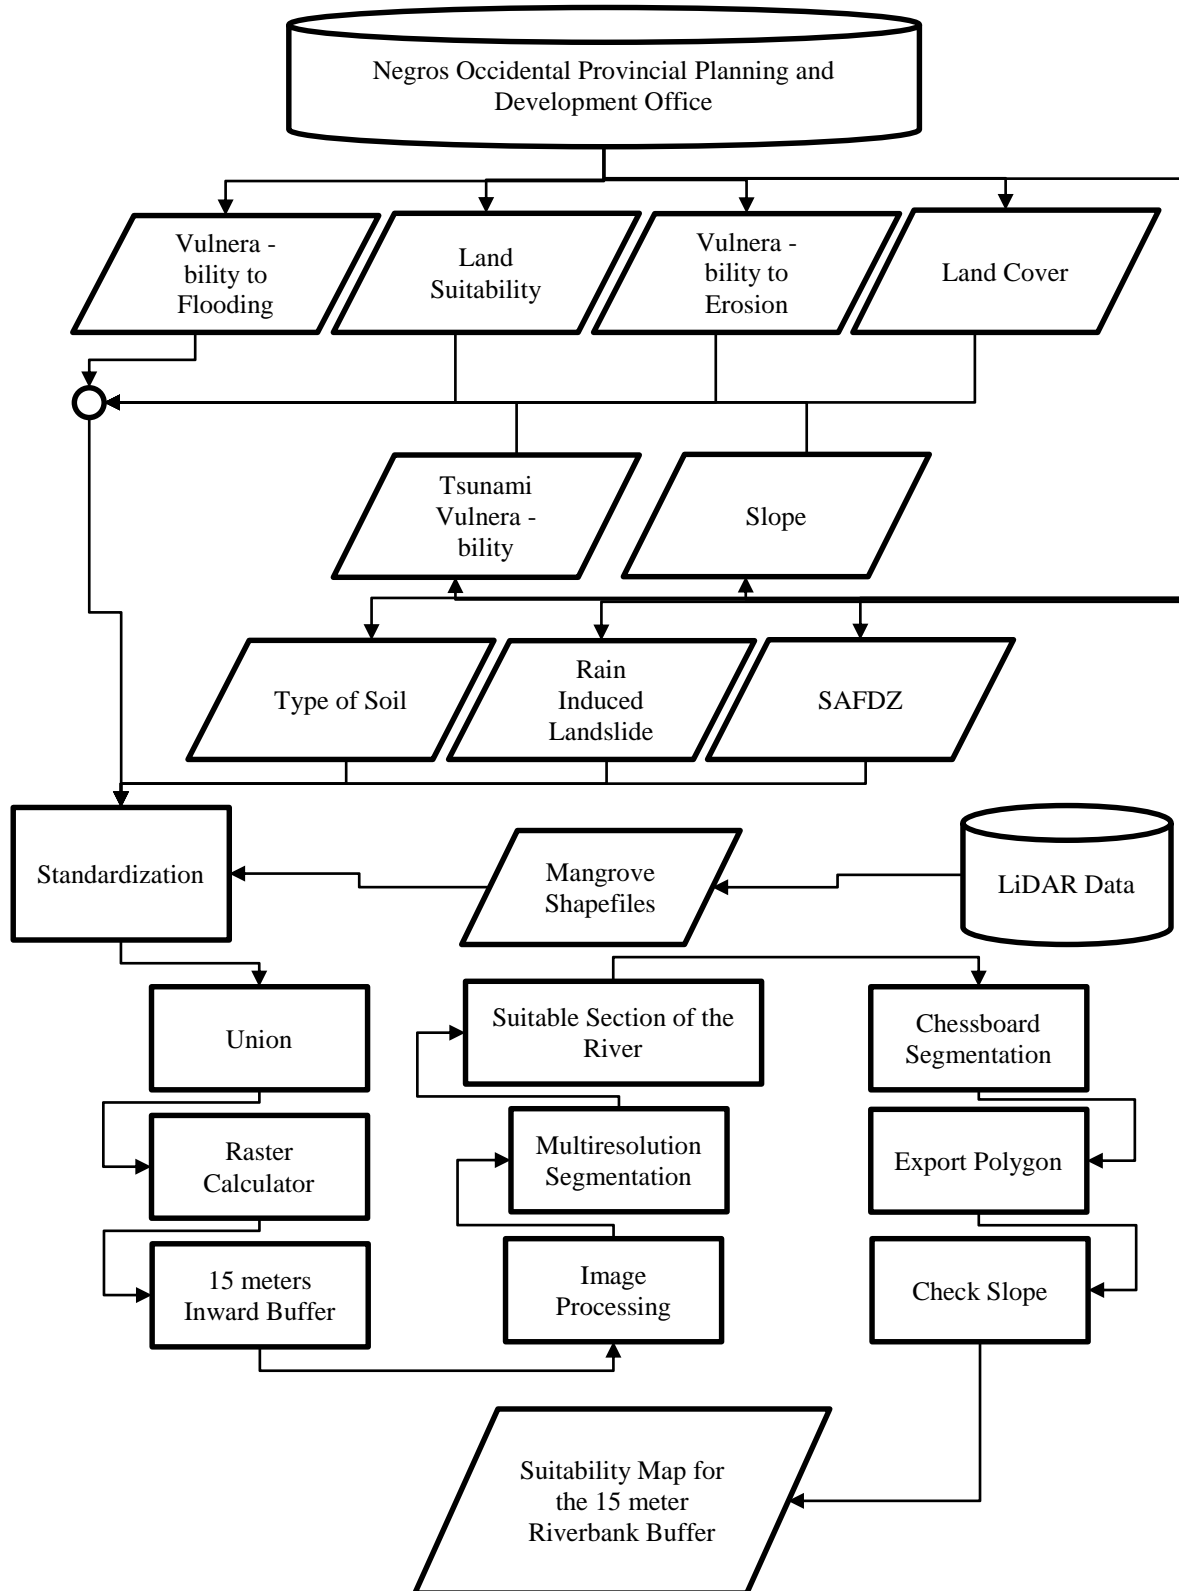 Negros Occidental Provincial Planning and
Development Office
Vulnera -
bility to
Flooding
Land
Suitability
Vulnera -
bility to
Erosion
Land Cover
Tsunami
Vulnera -
bility
Slope
Type of Soil
Rain
Induced
Landslide
SAFDZ
Standardization
Mangrove
Shapefiles
LiDAR Data
Union
Suitable Section of the
River
Chessboard
Segmentation
Raster
Calculator
Multiresolution
Segmentation
Export Polygon
15 meters
Inward Buffer
Image
Processing
Check Slope
Suitability Map for
the 15 meter
Riverbank Buffer